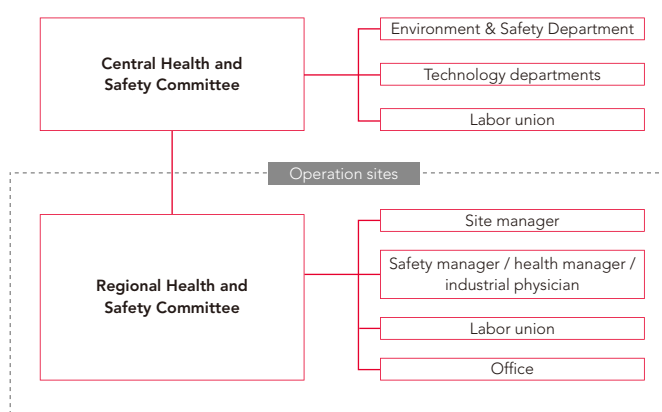 Central Health and
Safety Committee
Environment & Safety Department
Technology departments
Labor union
Operation sites
Regional Health and
Safety Committee
Site manager
Safety manager / health manager /
industrial physician
Labor union
Office